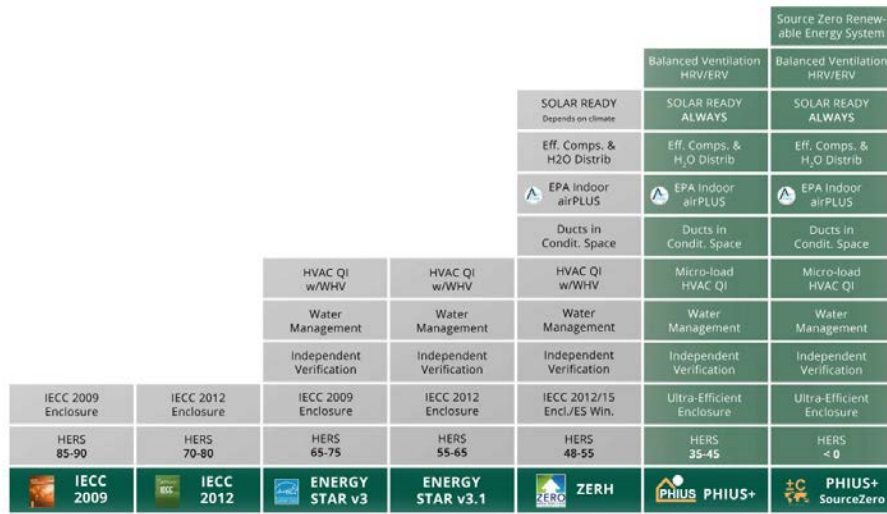 Source Zero Renew-
able Energy System
Balanced Ventilation
HRV/ERV
Balanced Ventilation
HRV/ERV
SOLAR READY
Depends on climate
SOLAR READY
ALWAYS
SOLAR READY
ALWAYS
Eff. Comps. &
H2O Distrib
Eff. Comps. &
H₂O Distrib
Eff. Comps. &
H₂O Distrib
EPA Indoor
airPLUS
EPA Indoor
airPLUS
EPA Indoor
airPLUS
Ducts in
Condit. Space
Ducts in
Condit. Space
Ducts in
Condit. Space
HVAC QI
w/WHV
HVAC QI
w/WHV
HVAC QI
w/WHV
Micro-load
HVAC QI
Micro-load
HVAC QI
Water
Management
Water
Management
Water
Management
Water
Management
Water
Management
Independent
Verification
Independent
Verification
Independent
Verification
Independent
Verification
Independent
Verification
IECC 2009
Enclosure
IECC 2012
Enclosure
IECC 2009
Enclosure
IECC 2012
Enclosure
IECC 2012/15
Encl./ES Win.
Ultra-Efficient
Enclosure
Ultra-Efficient
Enclosure
HERS
85-90
HERS
70-80
HERS
65-75
HERS
55-65
HERS
48-55
HERS
35-45
HERS
< 0
IECC
2009
IECC
2012
ENERGY
STAR v3
ENERGY
STAR v3.1
ZERO
ZERH
PHIUS
PHIUS+
±C
PHIUS+
SourceZero